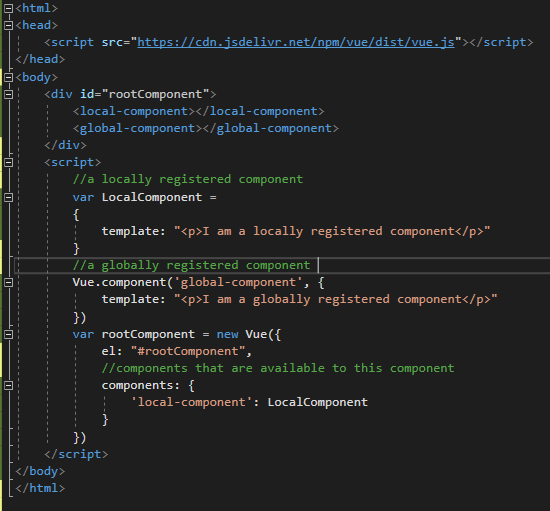 <html>
<head>
    <script src="https://cdn.jsdelivr.net/npm/vue/dist/vue.js"></script>
</head>
<body>
    <div id="rootComponent">
        <local-component></local-component>
        <global-component></global-component>
    </div>
    <script>
        //a locally registered component
        var LocalComponent =
        {
            template: "<p>I am a locally registered component</p>"
        }
        //a globally registered component
        Vue.component('global-component', {
            template: "<p>I am a globally registered component</p>"
        })
        var rootComponent = new Vue({
            el: "#rootComponent",
            //components that are available to this component
            components: {
                'local-component': LocalComponent
            }
        })
    </script>
</body>
</html>